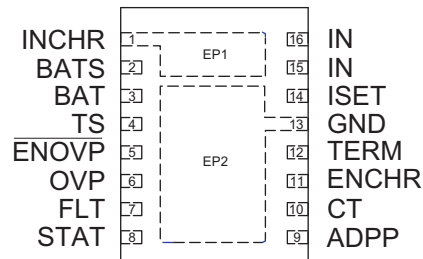 INCHR 1 EP1 16 IN
BATS 2 15 IN
BAT 3 14 ISET
TS 4 13 GND
ENOVP 5 EP2 12 TERM
OVP 6 11 ENCHR
FLT 7 10 CT
STAT 8 9 ADPP